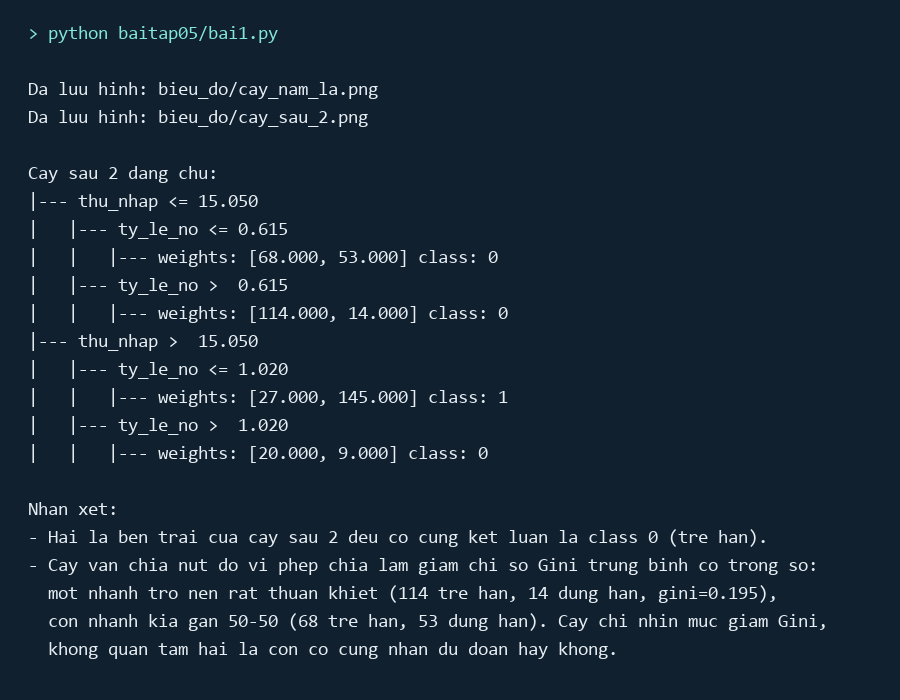 > python baitap05/bai1.py
Da luu hinh: bieu_do/cay_nam_la.png
Da luu hinh: bieu_do/cay_sau_2.png
Cay sau 2 dang chu:
|--- thu_nhap <= 15.050
|   |--- ty_le_no <= 0.615
|   |   |--- weights: [68.000, 53.000] class: 0
|   |--- ty_le_no >  0.615
|   |   |--- weights: [114.000, 14.000] class: 0
|--- thu_nhap >  15.050
|   |--- ty_le_no <= 1.020
|   |   |--- weights: [27.000, 145.000] class: 1
|   |--- ty_le_no >  1.020
|   |   |--- weights: [20.000, 9.000] class: 0
Nhan xet:
- Hai la ben trai cua cay sau 2 deu co cung ket luan la class 0 (tre han).
- Cay van chia nut do vi phep chia lam giam chi so Gini trung binh co trong so:
  mot nhanh tro nen rat thuan khiet (114 tre han, 14 dung han, gini=0.195),
  con nhanh kia gan 50-50 (68 tre han, 53 dung han). Cay chi nhin muc giam Gini,
  khong quan tam hai la con co cung nhan du doan hay khong.